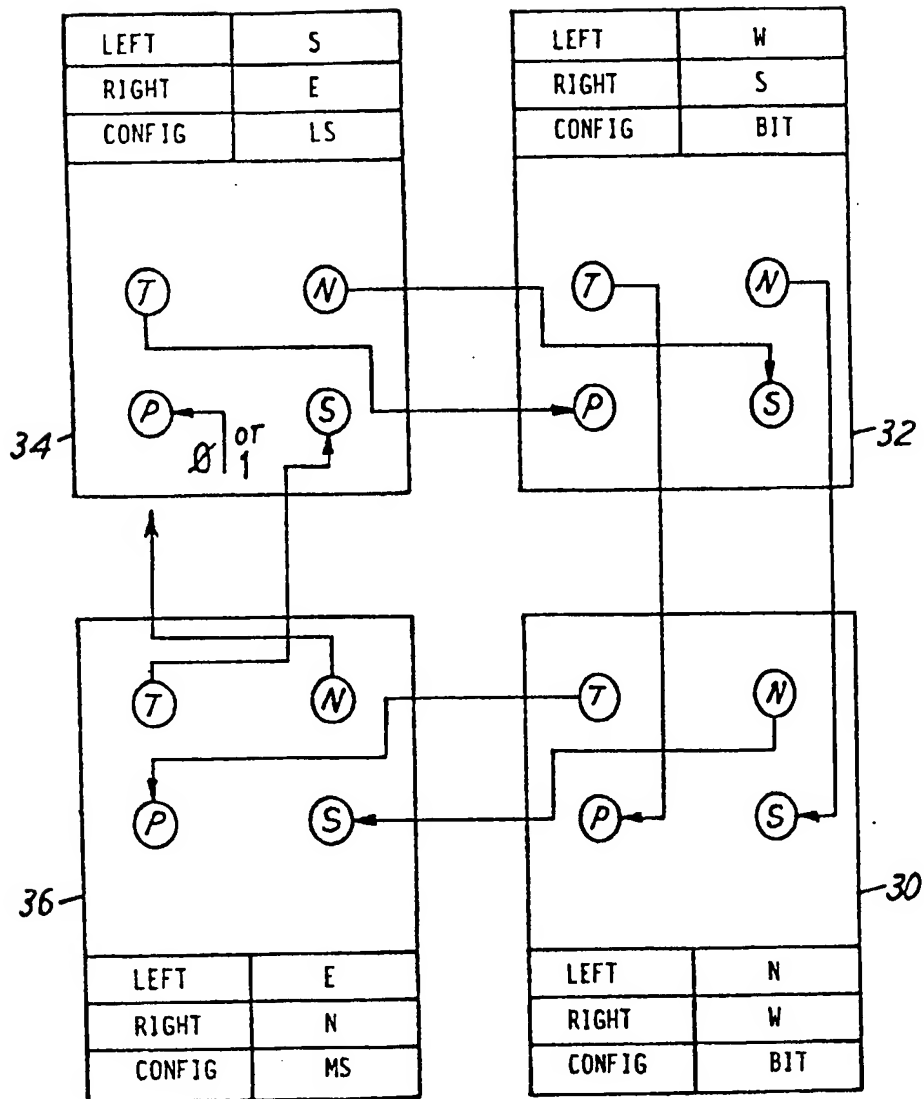 LEFT S
RIGHT E
CONFIG LS
LEFT W
RIGHT S
CONFIG BIT
T N
P S
Ø or 1
34
T N
P S
32
T N
P S
36
T N
P S
30
LEFT E
RIGHT N
CONFIG MS
LEFT N
RIGHT W
CONFIG BIT